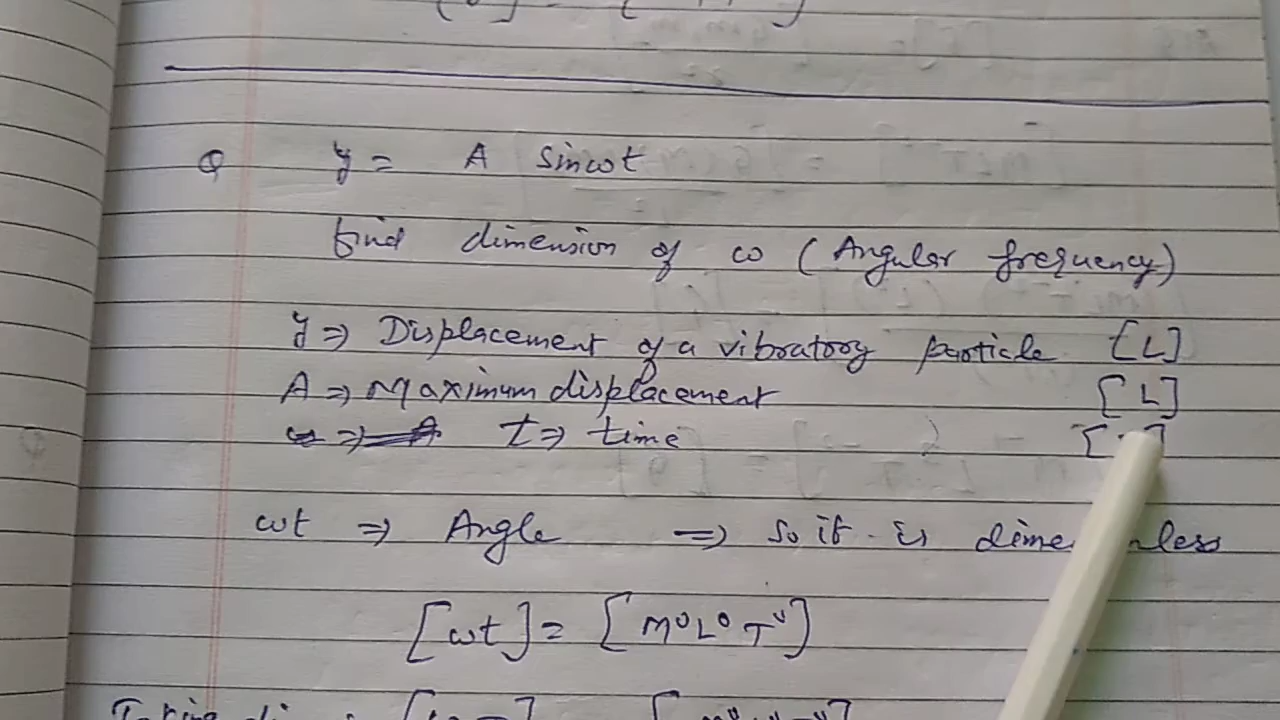 Q y = A sinωt
find dimension of ω (Angular frequency)
y ⇒ Displacement of a vibratory particle [L]
A ⇒ Maximum displacement [L]
t ⇒ time
ωt ⇒ Angle ⇒ So it is
[ωt] = [M⁰L⁰T⁰]